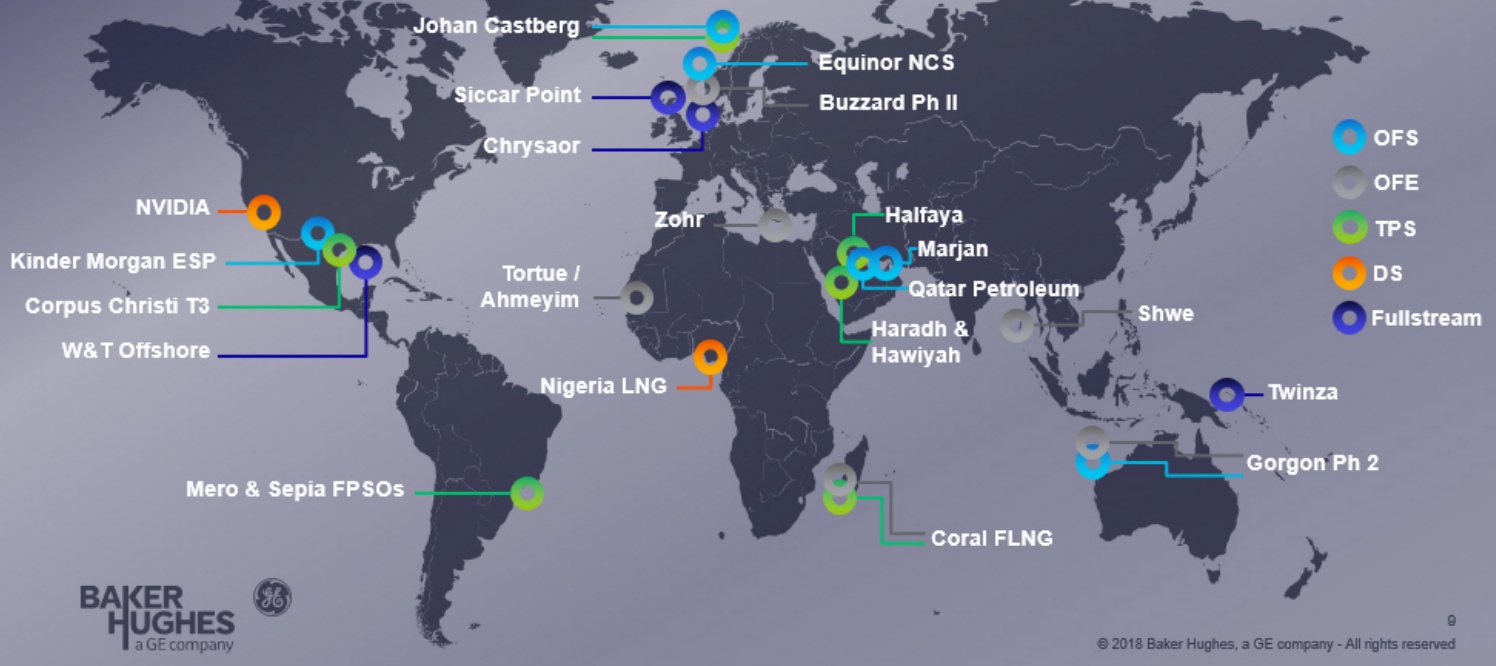 Johan Castberg
Equinor NCS
Siccar Point
Buzzard Ph II
Chrysaor
OFS
OFE
TPS
DS
Fullstream
NVIDIA
Kinder Morgan ESP
Corpus Christi T3
W&T Offshore
Zohr
Halfaya
Marjan
Tortue /
Ahmeyim
Qatar Petroleum
Haradh &
Hawiyah
Shwe
Nigeria LNG
Twinza
Mero & Sepia FPSOs
Gorgon Ph 2
Coral FLNG
BAKER
HUGHES
a GE company
GE
9
© 2018 Baker Hughes, a GE company - All rights reserved